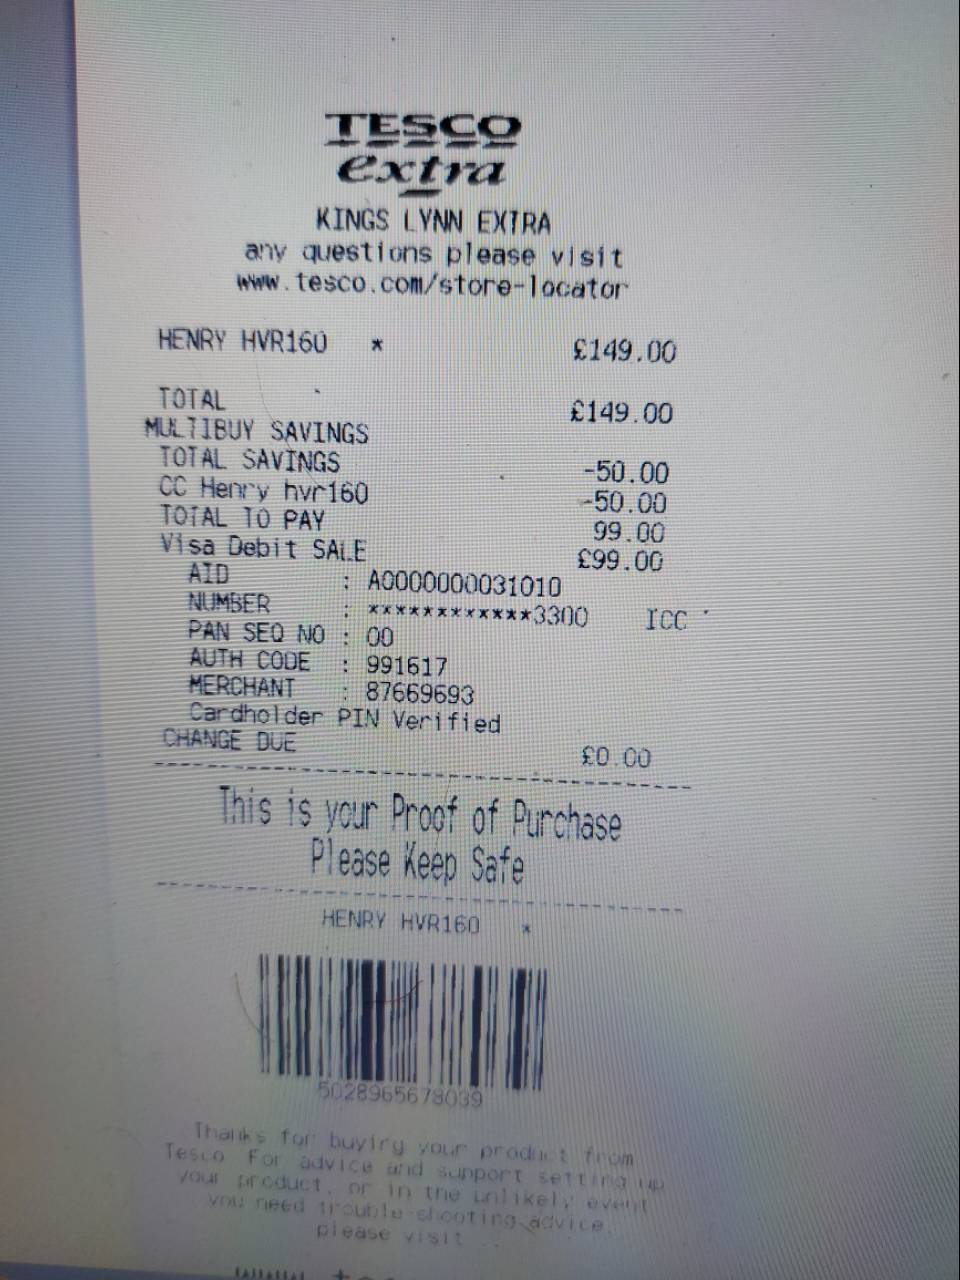 TESCO
extra
KINGS LYNN EXTRA
any questions please visit
www.tesco.com/store-locator
HENRY HVR160 * £149.00
TOTAL £149.00
MULTIBUY SAVINGS
TOTAL SAVINGS -50.00
CC Henry hvr160 -50.00
TOTAL TO PAY 99.00
Visa Debit SALE £99.00
AID : A0000000031010
NUMBER : ************3300 ICC
PAN SEQ NO : 00
AUTH CODE : 991617
MERCHANT : 87669693
Cardholder PIN Verified
CHANGE DUE £0.00
This is your Proof of Purchase
Please Keep Safe
HENRY HVR160 *
5028965678039
Thanks for buying your product from
Tesco For advice and support setting up
your product, or in the unlikely event
you need trouble-shooting advice,
please visit